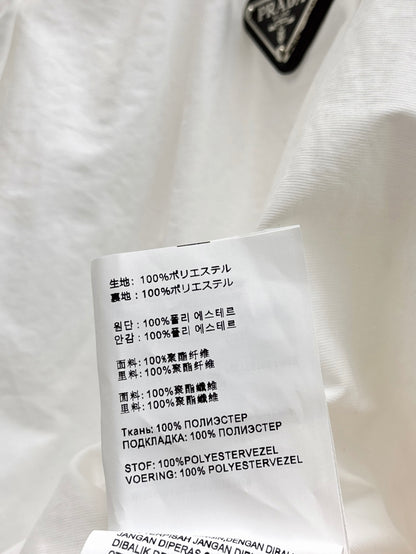 PRADA
生地: 100%ポリエステル
裏地 : 100%ポリエステル
원단 : 100%폴리 에스테르
안감 : 100%폴리 에스테르
面料: 100%聚酯纤维
里料: 100%聚酯纤维
面料: 100%聚酯纖維
里料: 100%聚酯纖維
Ткань: 100% ПОЛИЭСТЕР
ПОДКЛАДКА: 100% ПОЛИЭСТЕР
STOF: 100%POLYESTERVEZEL
VOERING: 100% POLYESTERVEZEL
JANGAN DIPERAS
DIBALIK DEN